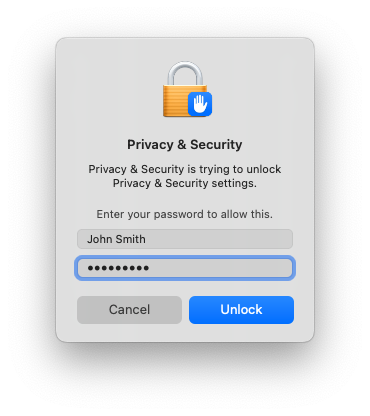 Privacy & Security
Privacy & Security is trying to unlock
Privacy & Security settings.
Enter your password to allow this.
John Smith
•••••••••
Cancel
Unlock